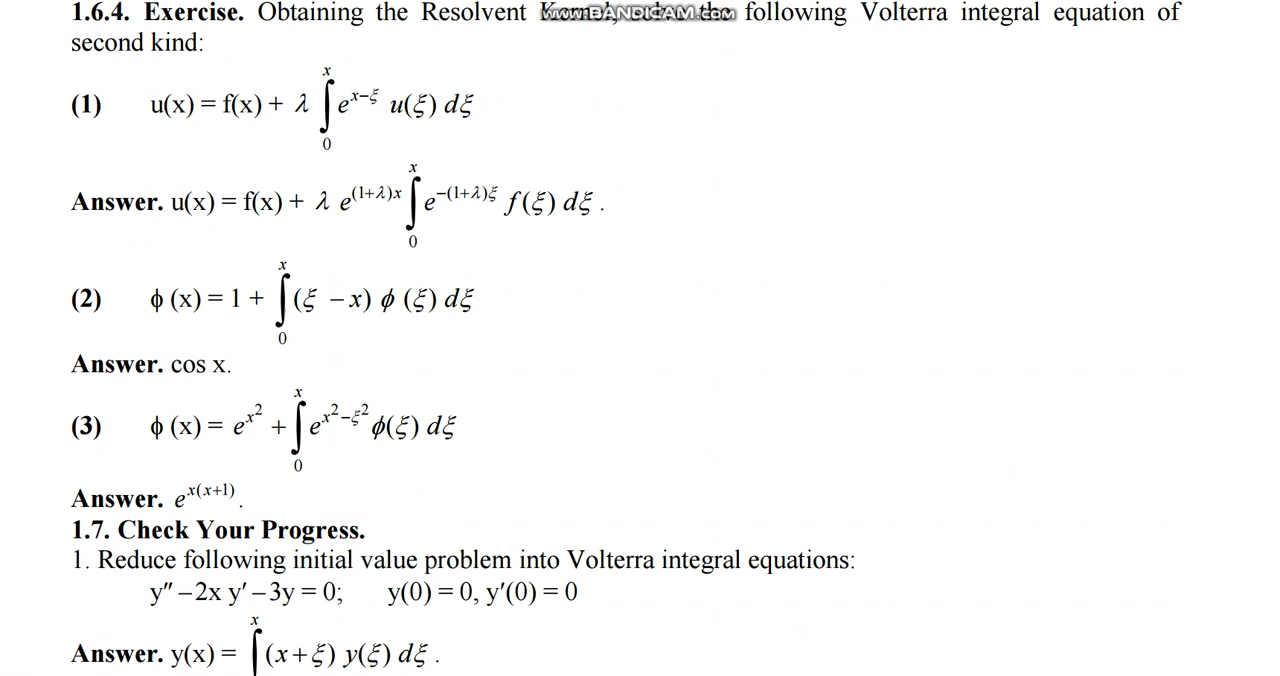 1.6.4. Exercise. Obtaining the Resolvent the following Volterra integral equation of
www.BANDICAM.com
second kind:
(1) u(x) = f(x) + λ ∫₀ˣ e^{x−ξ} u(ξ) dξ
Answer. u(x) = f(x) + λ e^{(1+λ)x} ∫₀ˣ e^{−(1+λ)ξ} f(ξ) dξ .
(2) ϕ (x) = 1 + ∫₀ˣ (ξ − x) ϕ (ξ) dξ
Answer. cos x.
(3) ϕ (x) = e^{x²} + ∫₀ˣ e^{x²−ξ²} ϕ(ξ) dξ
Answer. e^{x(x+1)} .
1.7. Check Your Progress.
1. Reduce following initial value problem into Volterra integral equations:
y″ – 2x y′ – 3y = 0; y(0) = 0, y′(0) = 0
Answer. y(x) = ∫ˣ (x + ξ) y(ξ) dξ .